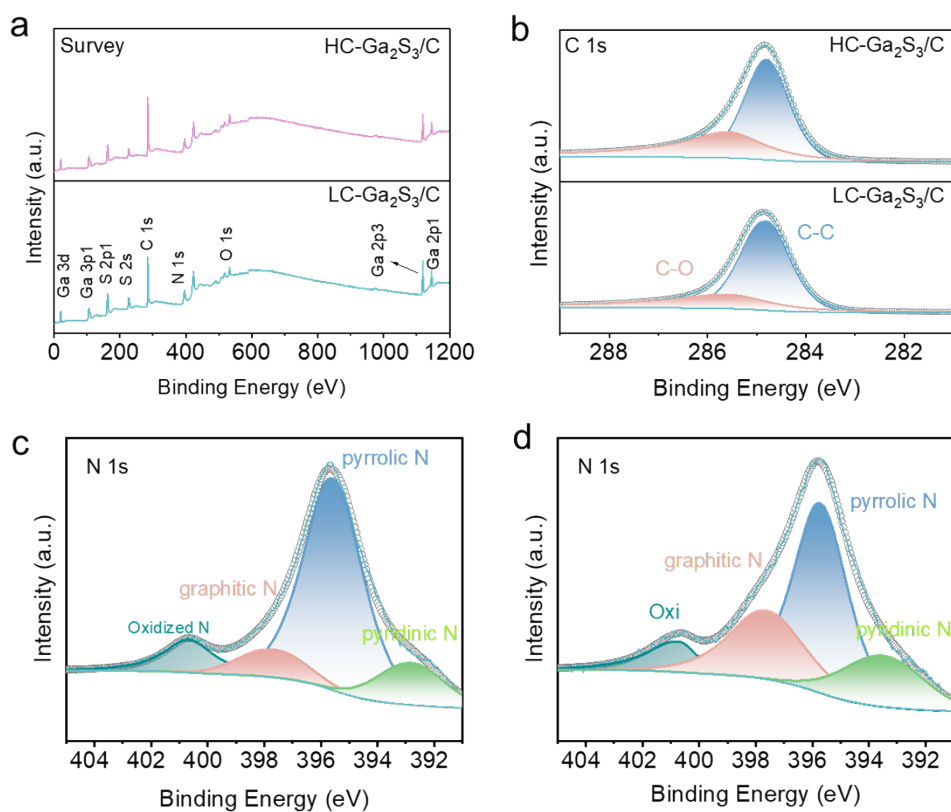 a
Survey
HC-Ga₂S₃/C
LC-Ga₂S₃/C
Ga 3d
Ga 3p1
S 2p1
S 2s
C 1s
N 1s
O 1s
Ga 2p3
Ga 2p1
Intensity (a.u.)
0 200 400 600 800 1000 1200
Binding Energy (eV)
b
C 1s
HC-Ga₂S₃/C
LC-Ga₂S₃/C
C-C
C-O
Intensity (a.u.)
288 286 284 282
Binding Energy (eV)
c
N 1s
pyrrolic N
graphitic N
Oxidized N
pyridinic N
Intensity (a.u.)
404 402 400 398 396 394 392
Binding Energy (eV)
d
N 1s
pyrrolic N
graphitic N
Oxi
pyridinic N
Intensity (a.u.)
404 402 400 398 396 394 392
Binding Energy (eV)